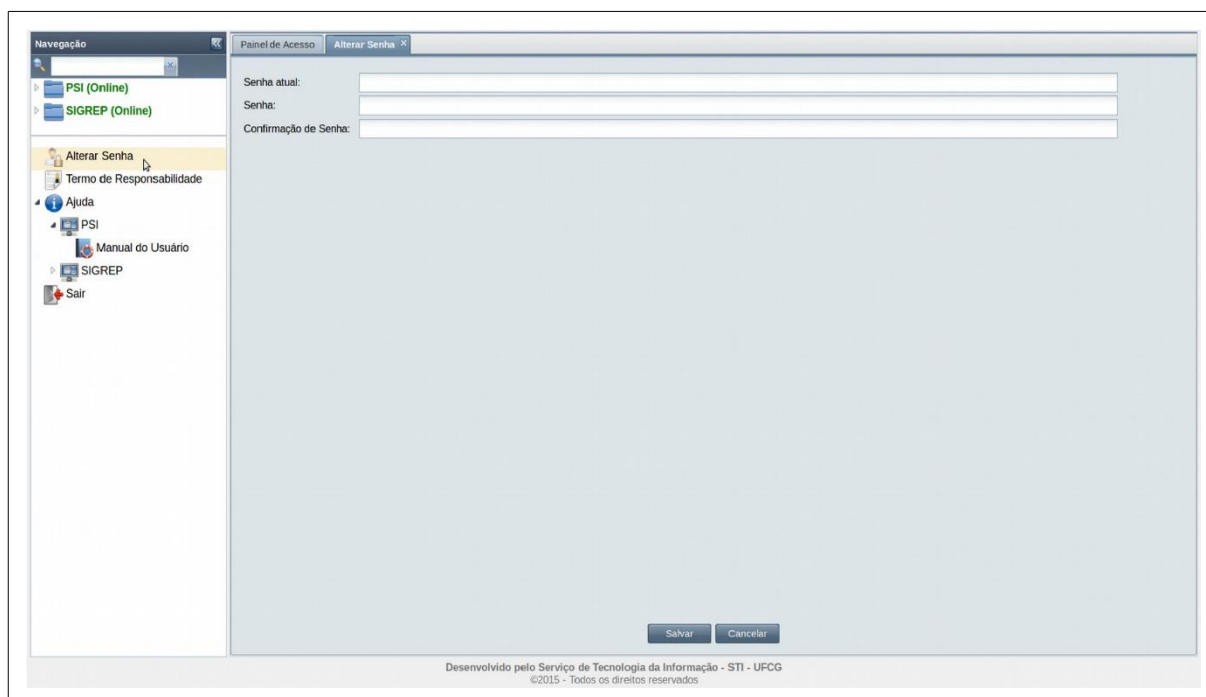 Navegação
Painel de Acesso
Alterar Senha
PSI (Online)
SIGREP (Online)
Alterar Senha
Termo de Responsabilidade
Ajuda
PSI
Manual do Usuário
SIGREP
Sair
Senha atual:
Senha:
Confirmação de Senha:
Salvar
Cancelar
Desenvolvido pelo Serviço de Tecnologia da Informação - STI - UFCG
©2015 - Todos os direitos reservados